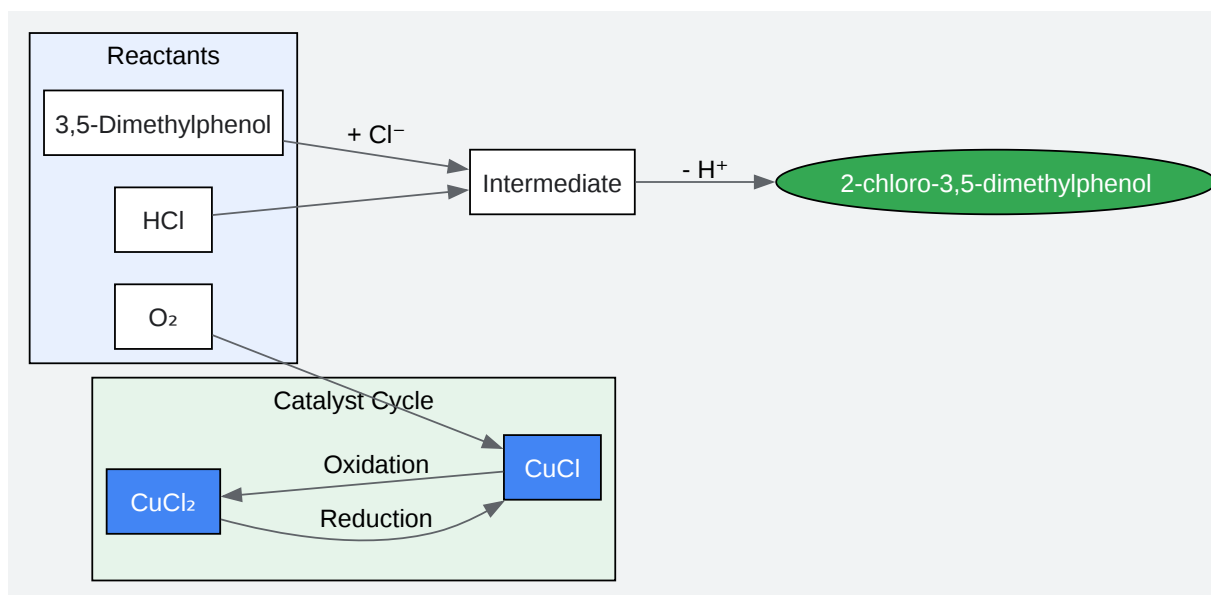 Reactants
3,5-Dimethylphenol
+ Cl⁻
HCl
Intermediate
- H⁺
2-chloro-3,5-dimethylphenol
O₂
Catalyst Cycle
CuCl
Oxidation
CuCl₂
Reduction